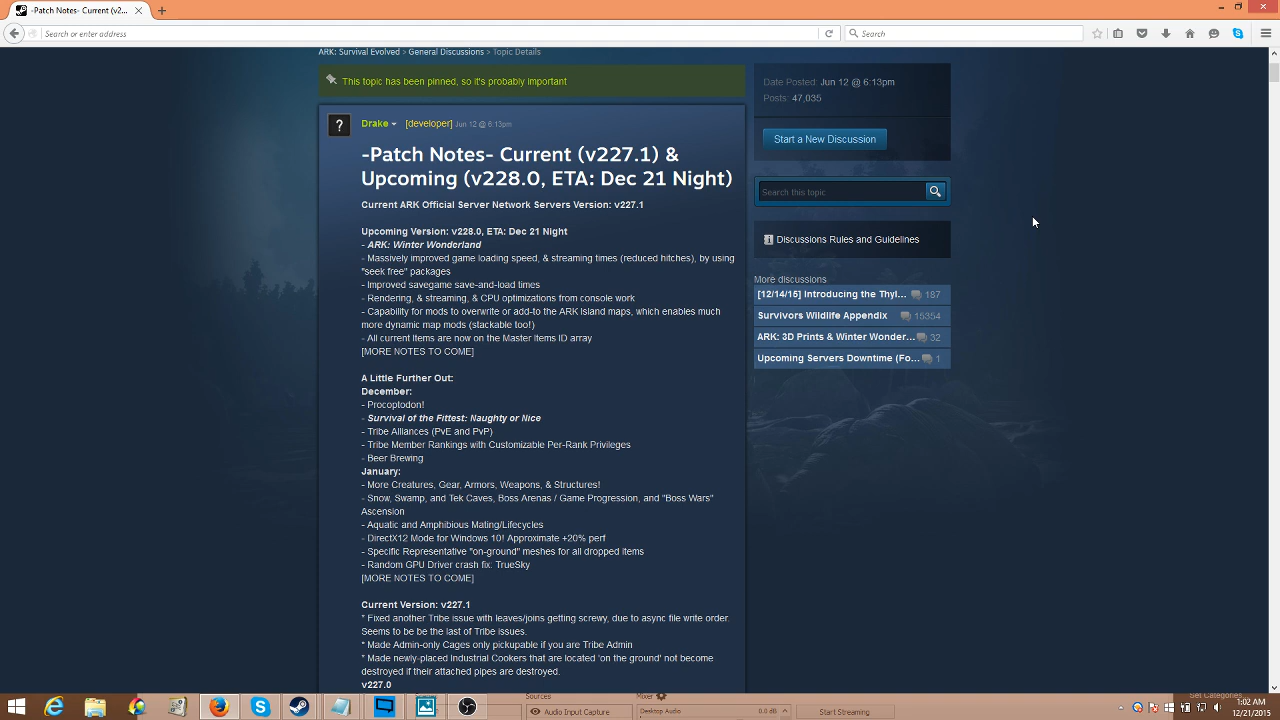 -Patch Notes- Current (v2...
Search or enter address
Search
ARK: Survival Evolved > General Discussions > Topic Details
This topic has been pinned, so it's probably important
Date Posted: Jun 12 @ 6:13pm
Posts: 47,035
Start a New Discussion
Search this topic
Discussions Rules and Guidelines
More discussions
[12/14/15] Introducing the Thyl... 187
Survivors Wildlife Appendix 15354
ARK: 3D Prints & Winter Wonder... 32
Upcoming Servers Downtime (Fo... 1
?
Drake [developer] Jun 12 @ 6:13pm
-Patch Notes- Current (v227.1) &
Upcoming (v228.0, ETA: Dec 21 Night)
Current ARK Official Server Network Servers Version: v227.1
Upcoming Version: v228.0, ETA: Dec 21 Night
- ARK: Winter Wonderland
- Massively improved game loading speed, & streaming times (reduced hitches), by using
"seek free" packages
- Improved savegame save-and-load times
- Rendering, & streaming, & CPU optimizations from console work
- Capability for mods to overwrite or add-to the ARK Island maps, which enables much
more dynamic map mods (stackable too!)
- All current Items are now on the Master Items ID array
[MORE NOTES TO COME]
A Little Further Out:
December:
- Procoptodon!
- Survival of the Fittest: Naughty or Nice
- Tribe Alliances (PvE and PvP)
- Tribe Member Rankings with Customizable Per-Rank Privileges
- Beer Brewing
January:
- More Creatures, Gear, Armors, Weapons, & Structures!
- Snow, Swamp, and Tek Caves, Boss Arenas / Game Progression, and "Boss Wars"
Ascension
- Aquatic and Amphibious Mating/Lifecycles
- DirectX12 Mode for Windows 10! Approximate +20% perf
- Specific Representative "on-ground" meshes for all dropped items
- Random GPU Driver crash fix: TrueSky
[MORE NOTES TO COME]
Current Version: v227.1
* Fixed another Tribe issue with leaves/joins getting screwy, due to async file write order.
Seems to be be the last of Tribe issues.
* Made Admin-only Cages only pickupable if you are Tribe Admin
* Made newly-placed Industrial Cookers that are located 'on the ground' not become
destroyed if their attached pipes are destroyed.
v227.0
Sources
Mixer
Audio Input Capture
Desktop Audio
0.0 dB
Start Streaming
Set Categories
1:02 AM
12/21/2015